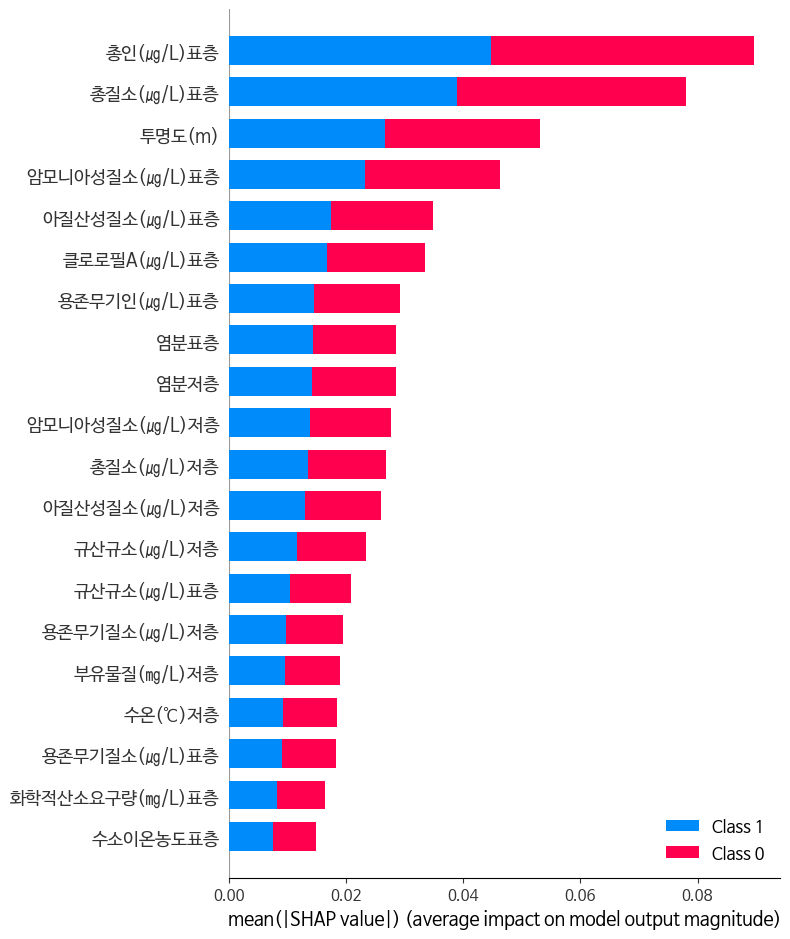 총인(㎍/L)표층
총질소(㎍/L)표층
투명도(m)
암모니아성질소(㎍/L)표층
아질산성질소(㎍/L)표층
클로로필A(㎍/L)표층
용존무기인(㎍/L)표층
염분표층
염분저층
암모니아성질소(㎍/L)저층
총질소(㎍/L)저층
아질산성질소(㎍/L)저층
규산규소(㎍/L)저층
규산규소(㎍/L)표층
용존무기질소(㎍/L)저층
부유물질(㎎/L)저층
수온(℃)저층
용존무기질소(㎍/L)표층
화학적산소요구량(㎎/L)표층
수소이온농도표층
Class 1
Class 0
0.00 0.02 0.04 0.06 0.08
mean(|SHAP value|) (average impact on model output magnitude)